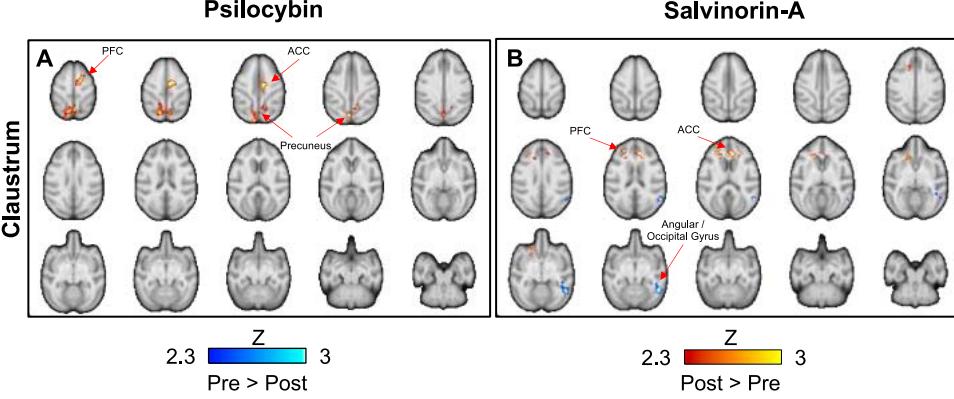 Psilocybin
Salvinorin-A
Claustrum
A
PFC
ACC
Precuneus
B
PFC
ACC
Angular /
Occipital Gyrus
Z
2.3
3
Pre > Post
Z
2.3
3
Post > Pre